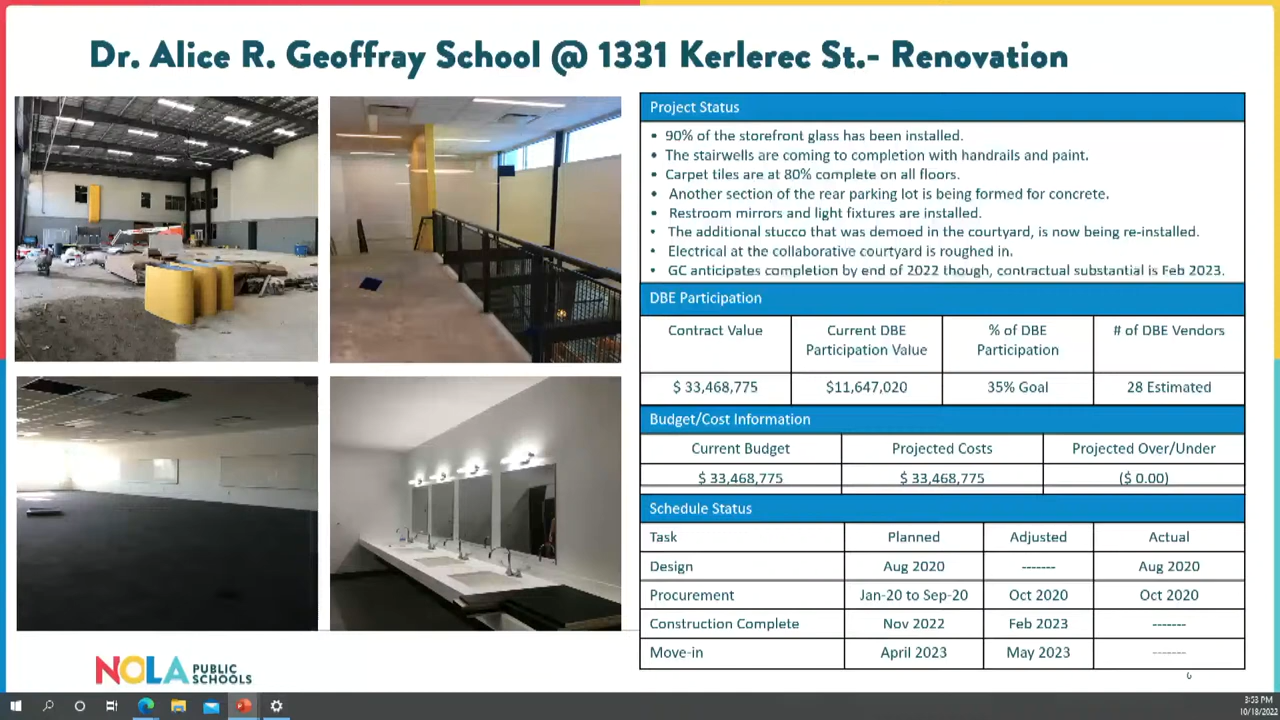 Dr. Alice R. Geoffray School @ 1331 Kerlerec St.- Renovation
Project Status
• 90% of the storefront glass has been installed.
• The stairwells are coming to completion with handrails and paint.
• Carpet tiles are at 80% complete on all floors.
• Another section of the rear parking lot is being formed for concrete.
• Restroom mirrors and light fixtures are installed.
• The additional stucco that was demoed in the courtyard, is now being re-installed.
• Electrical at the collaborative courtyard is roughed in.
• GC anticipates completion by end of 2022 though, contractual substantial is Feb 2023.
DBE Participation
Contract Value Current DBE Participation Value % of DBE Participation # of DBE Vendors
$ 33,468,775 $11,647,020 35% Goal 28 Estimated
Budget/Cost Information
Current Budget Projected Costs Projected Over/Under
$ 33,468,775 $ 33,468,775 ($ 0.00)
Schedule Status
Task Planned Adjusted Actual
Design Aug 2020 ------- Aug 2020
Procurement Jan-20 to Sep-20 Oct 2020 Oct 2020
Construction Complete Nov 2022 Feb 2023 -------
Move-in April 2023 May 2023 -------
NOLA PUBLIC SCHOOLS
6
3:53 PM
10/18/2022